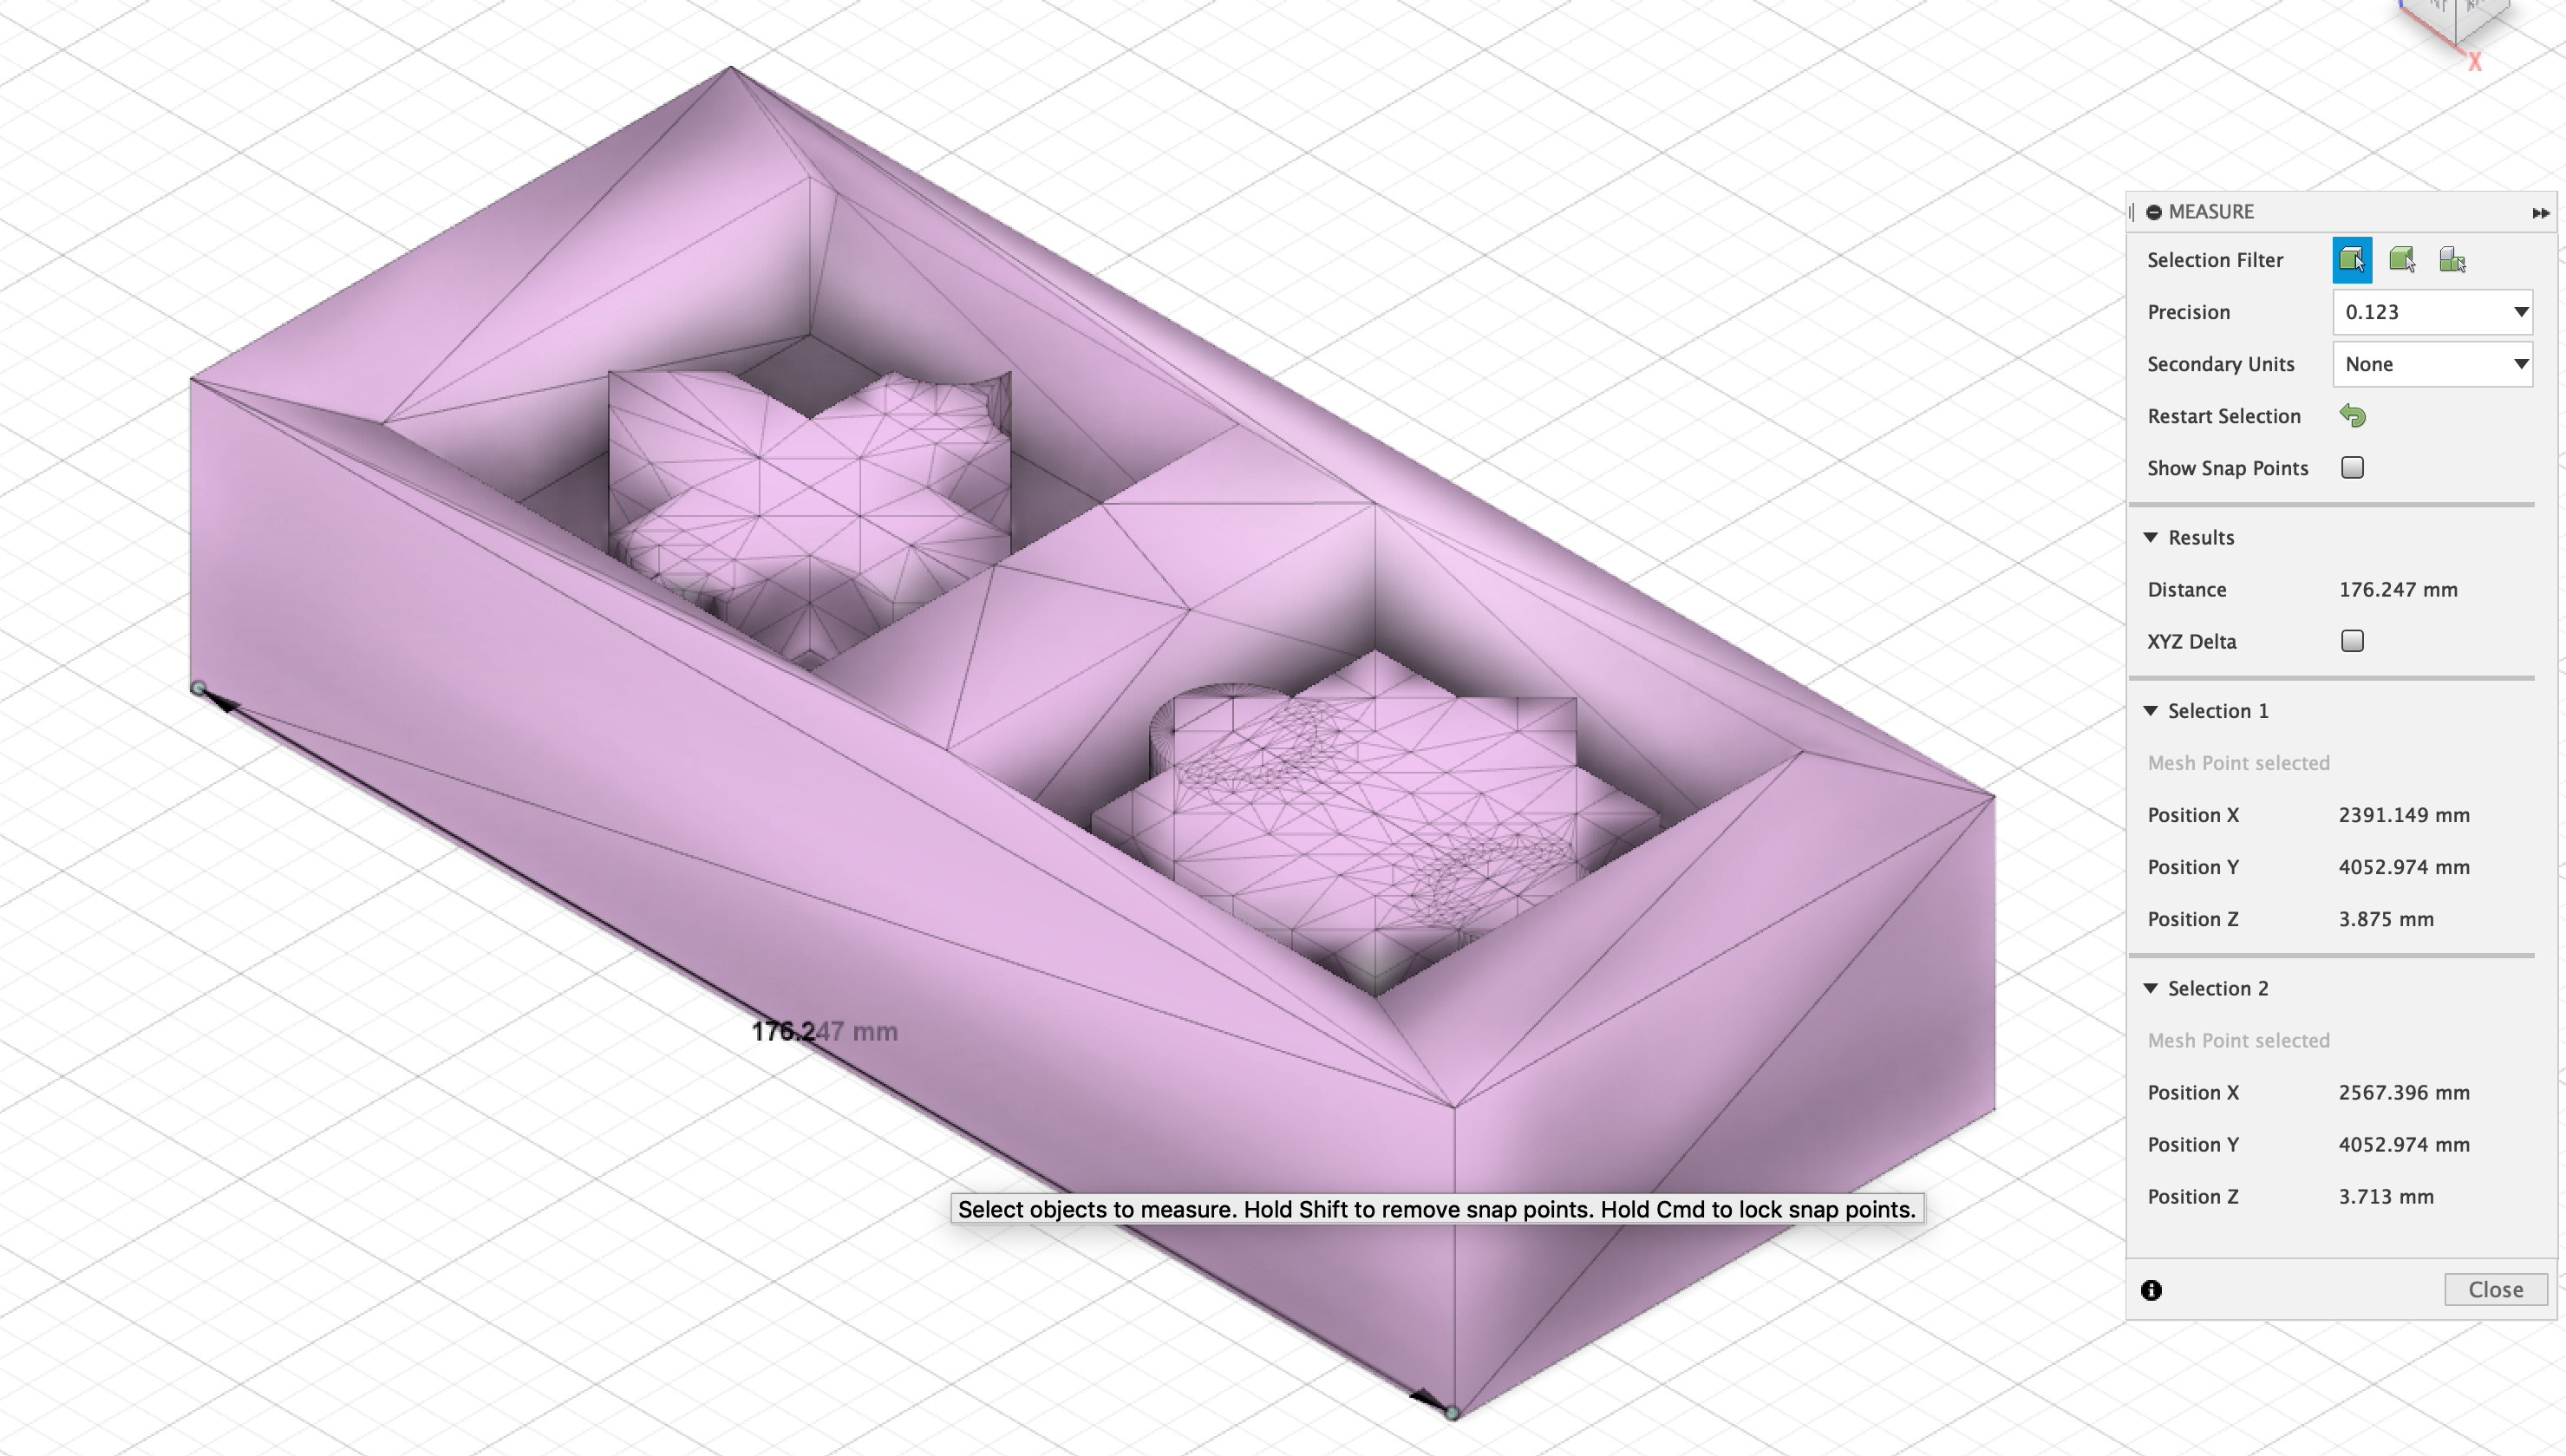 X
MEASURE
Selection Filter
Precision 0.123
Secondary Units None
Restart Selection
Show Snap Points
Results
Distance 176.247 mm
XYZ Delta
Selection 1
Mesh Point selected
Position X 2391.149 mm
Position Y 4052.974 mm
Position Z 3.875 mm
Selection 2
Mesh Point selected
Position X 2567.396 mm
Position Y 4052.974 mm
Position Z 3.713 mm
Close
176.247 mm
Select objects to measure. Hold Shift to remove snap points. Hold Cmd to lock snap points.